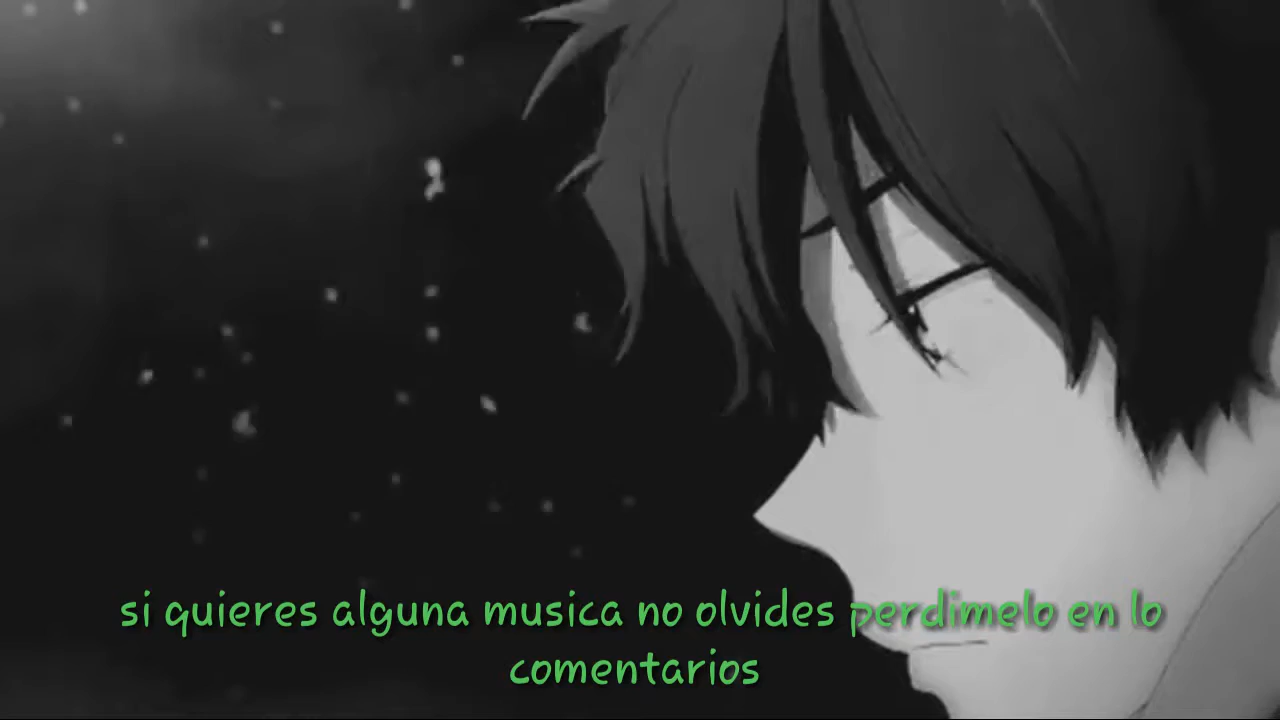 si quieres alguna musica no olvides perdimelo en lo
comentarios